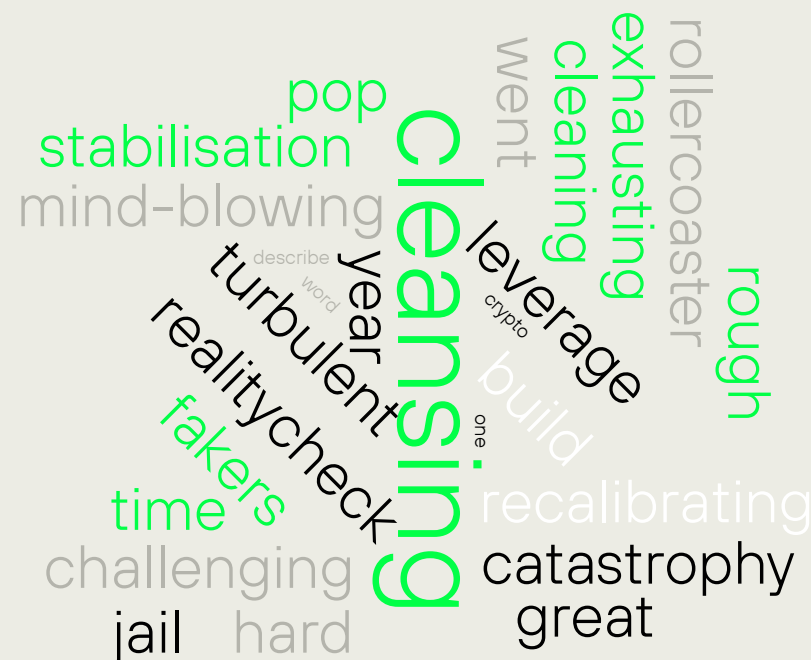 pop
stabilisation
mind-blowing
describe
word
year
turbulent
realitycheck
fakers
time
challenging
jail
hard
cleansing
went
cleaning
exhausting
rollercoaster
rough
leverage
crypto
build
one
recalibrating
catastrophy
great